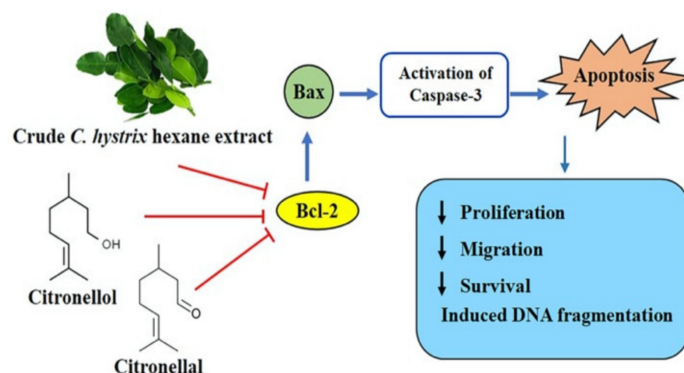 Crude C. hystrix hexane extract
OH
Citronellol
O
Citronellal
Bcl-2
Bax
Activation of
Caspase-3
Apoptosis
Proliferation
Migration
Survival
Induced DNA fragmentation